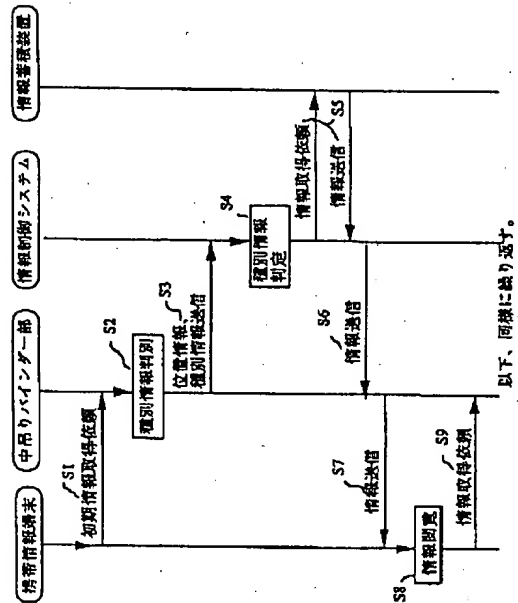 携帯情報端末
中吊りバインダー部
情報制御システム
情報蓄積装置
S1
初期情報取得依頼
S2
種別情報判別
S3
位置情報、
種別情報送信
S4
種別情報
判定
情報取得依頼
S5
情報送信
S6
情報送信
S7
情報送信
S8
情報閲覧
S9
情報取得依頼
以下、同様に繰り返す。